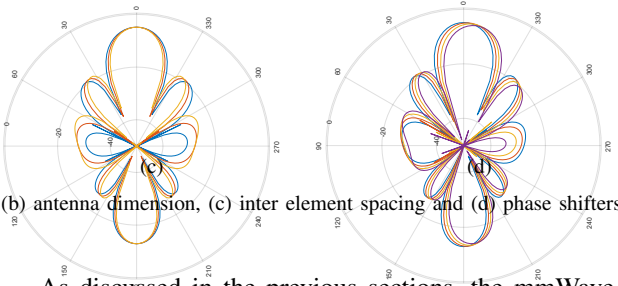 0 0
30 330 30 330
60 300 60 300
0 -20 -40 270 90 -20 -40 270
(c) (d)
(b) antenna dimension, (c) inter element spacing and (d) phase shifters
120 240 120 240
150 210 150 210
As discussed in the previous sections, the mmWave